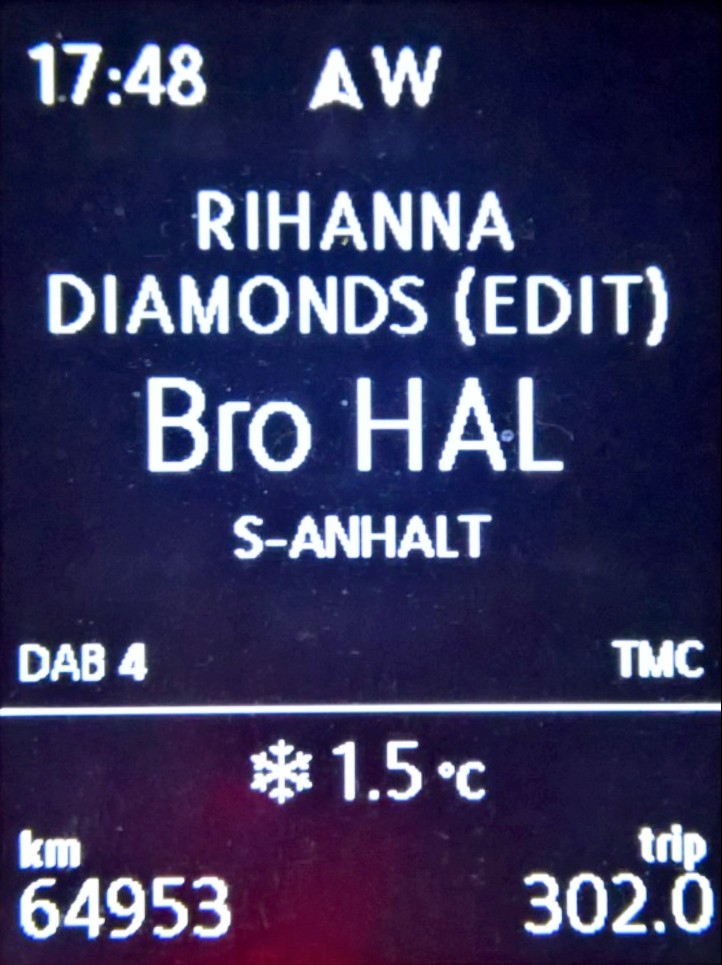 17:48 W
RIHANNA
DIAMONDS (EDIT)
Bro HAL
S-ANHALT
DAB 4 TMC
1.5 °C
km trip
64953 302.0